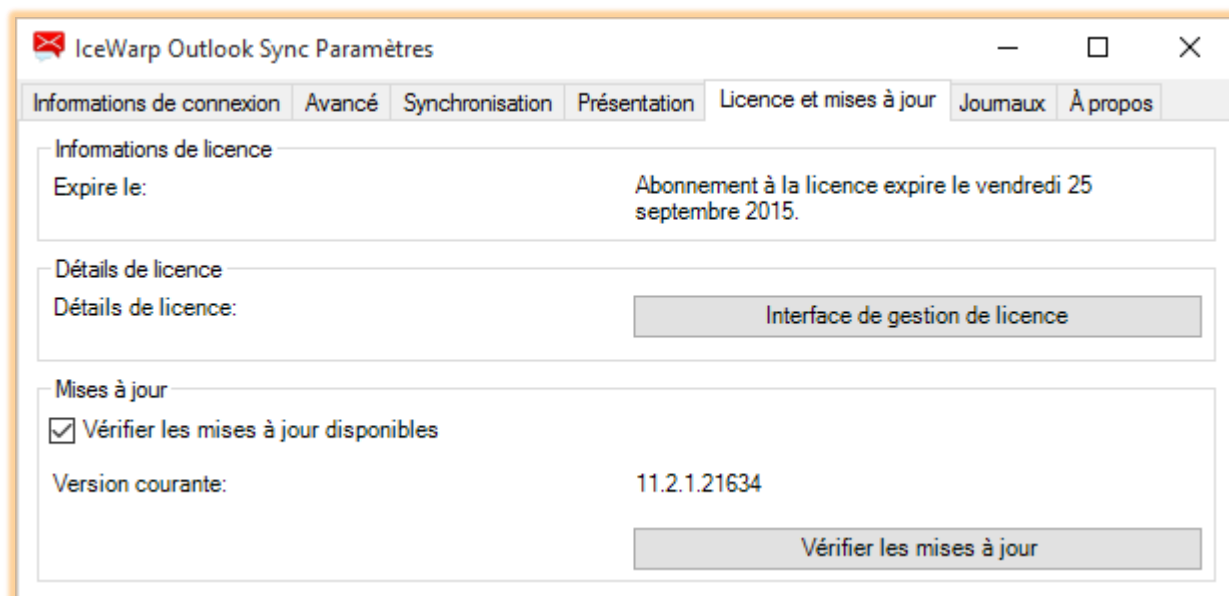 IceWarp Outlook Sync Paramètres
Informations de connexion Avancé Synchronisation Présentation Licence et mises à jour Journaux À propos
Informations de licence
Expire le: Abonnement à la licence expire le vendredi 25
septembre 2015.
Détails de licence
Détails de licence: Interface de gestion de licence
Mises à jour
Vérifier les mises à jour disponibles
Version courante: 11.2.1.21634
Vérifier les mises à jour